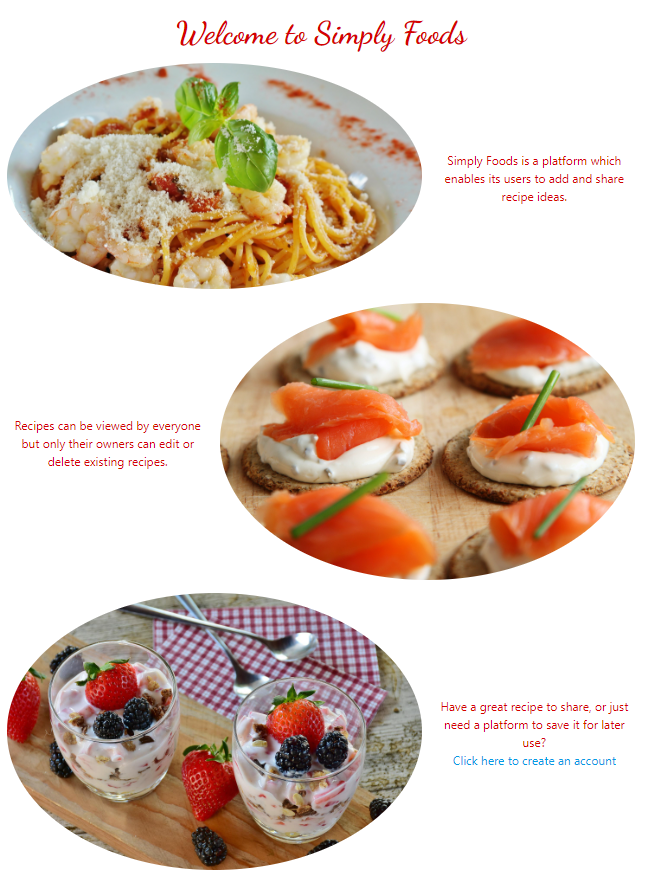 Welcome to Simply Foods
Simply Foods is a platform which
enables its users to add and share
recipe ideas.
Recipes can be viewed by everyone
but only their owners can edit or
delete existing recipes.
Have a great recipe to share, or just
need a platform to save it for later
use?
Click here to create an account